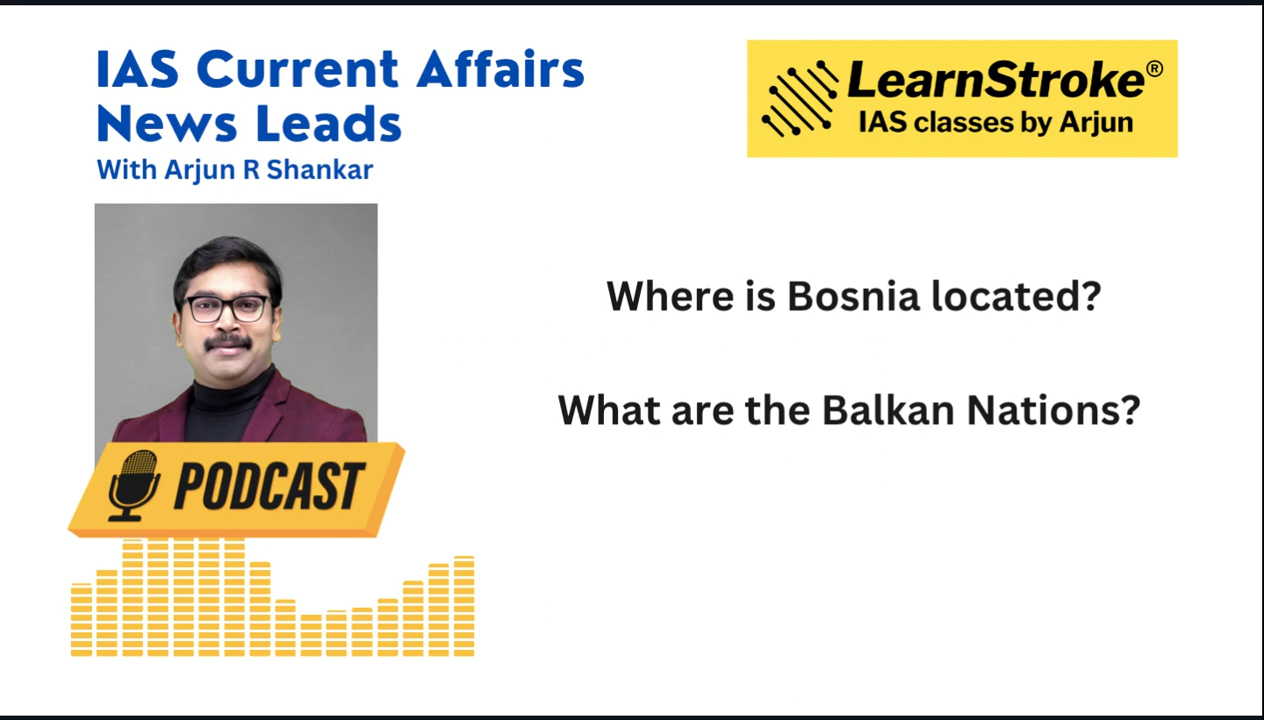 IAS Current Affairs
News Leads
With Arjun R Shankar
LearnStroke®
IAS classes by Arjun
Where is Bosnia located?
What are the Balkan Nations?
PODCAST